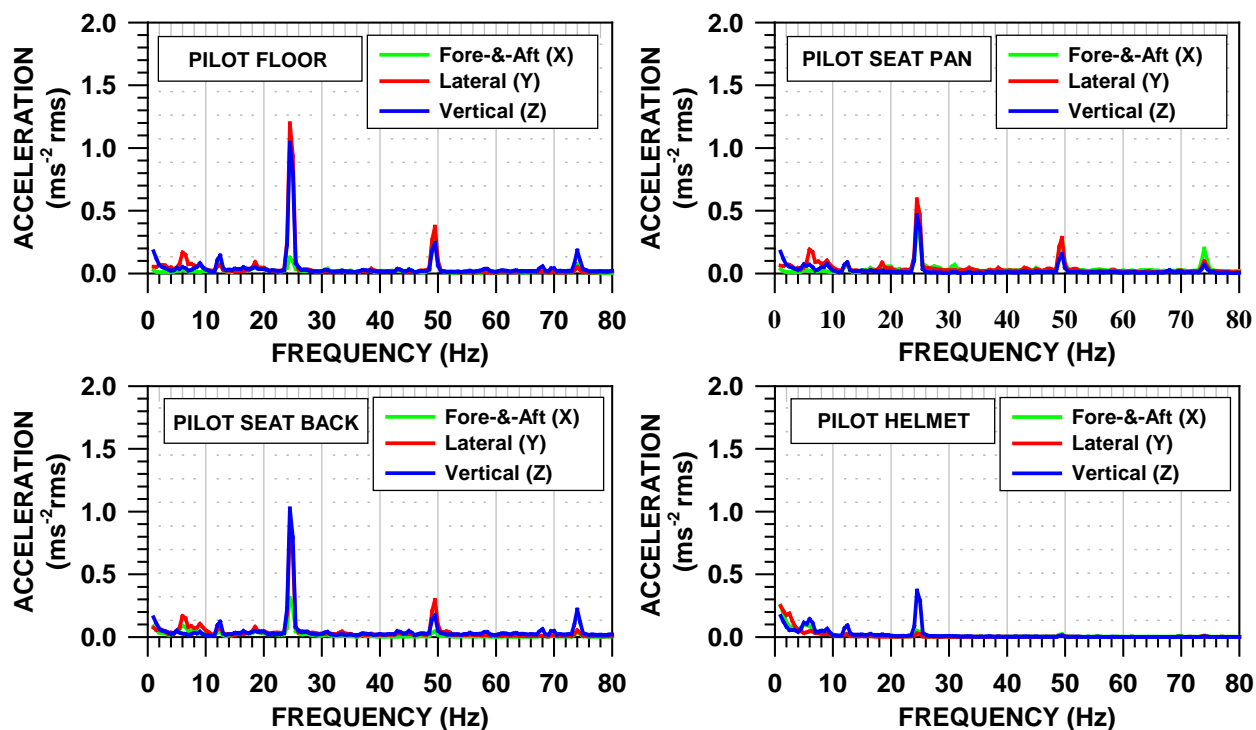 PILOT FLOOR
Fore-&-Aft (X)
Lateral (Y)
Vertical (Z)
ACCELERATION
(ms⁻² rms)
2.0
1.5
1.0
0.5
0.0
0 10 20 30 40 50 60 70 80
FREQUENCY (Hz)
PILOT SEAT PAN
Fore-&-Aft (X)
Lateral (Y)
Vertical (Z)
ACCELERATION
(ms⁻² rms)
2.0
1.5
1.0
0.5
0.0
0 10 20 30 40 50 60 70 80
FREQUENCY (Hz)
PILOT SEAT BACK
Fore-&-Aft (X)
Lateral (Y)
Vertical (Z)
ACCELERATION
(ms⁻²rms)
2.0
1.5
1.0
0.5
0.0
0 10 20 30 40 50 60 70 80
FREQUENCY (Hz)
PILOT HELMET
Fore-&-Aft (X)
Lateral (Y)
Vertical (Z)
ACCELERATION
(ms⁻² rms)
2.0
1.5
1.0
0.5
0.0
0 10 20 30 40 50 60 70 80
FREQUENCY (Hz)